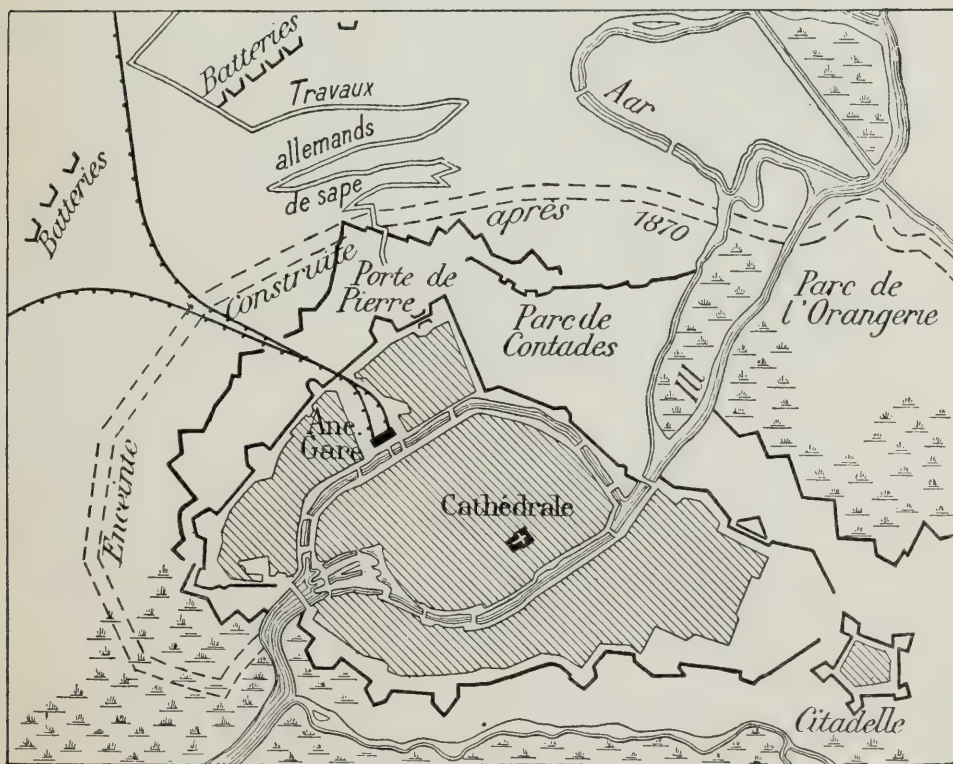 Batteries
Travaux
allemands
de sape
Batteries
Aar
Enceinte Construite après 1870
Porte de
Pierre
Parc de
Contades
Parc de
l'Orangerie
Ill
Anc.
Gare
Cathédrale
Citadelle